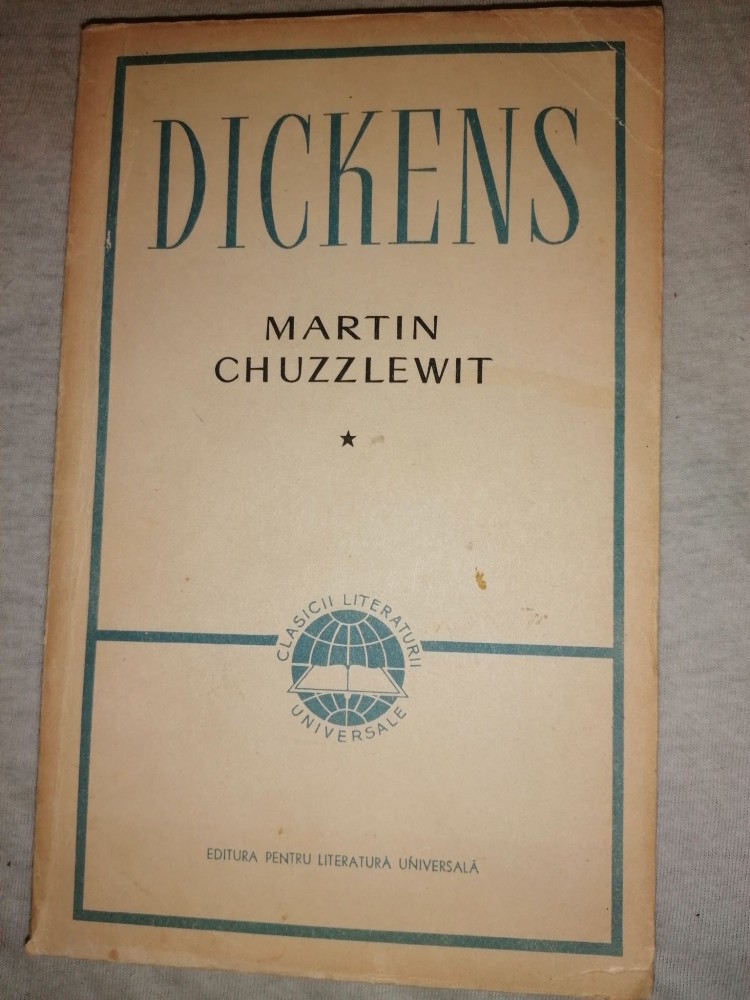 DICKENS
MARTIN
CHUZZLEWIT
★
CLASICII LITERATURII
UNIVERSALE
EDITURA PENTRU LITERATURĂ UNIVERSALĂ